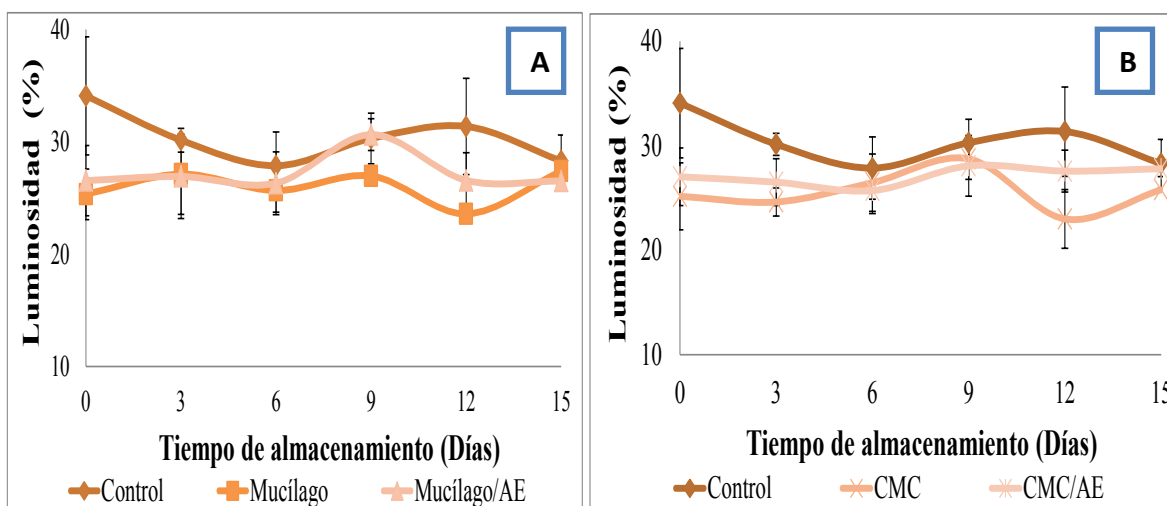 A
Luminosidad (%)
40
30
20
10
0 3 6 9 12 15
Tiempo de almacenamiento (Días)
Control Mucílago Mucílago/AE
B
Luminosidad (%)
40
30
20
10
0 3 6 9 12 15
Tiempo de almacenamiento (Días)
Control CMC CMC/AE